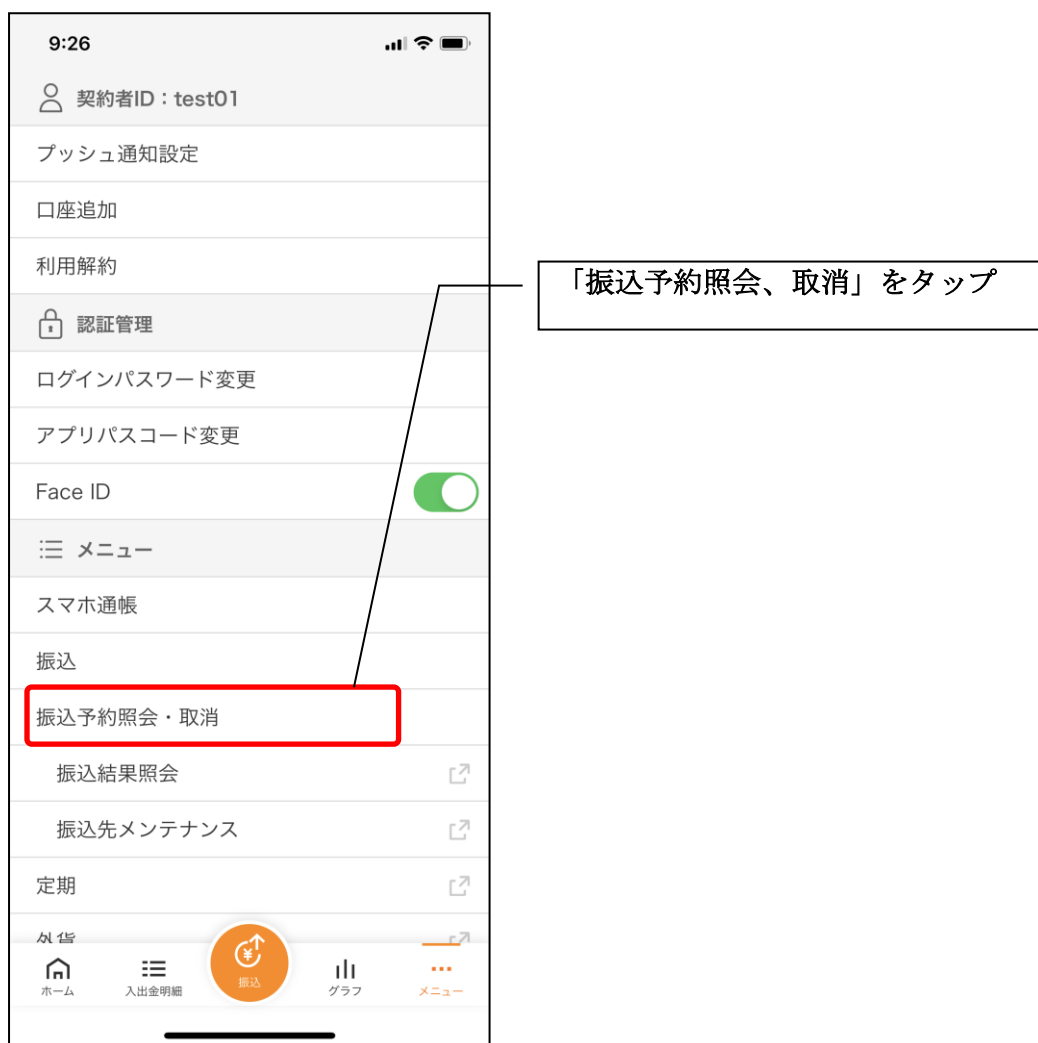 9:26
契約者ID：test01
プッシュ通知設定
口座追加
利用解約
「振込予約照会、取消」をタップ
認証管理
ログインパスワード変更
アプリパスコード変更
Face ID
メニュー
スマホ通帳
振込
振込予約照会・取消
振込結果照会
振込先メンテナンス
定期
外貨
ホーム
入出金明細
振込
グラフ
メニュー